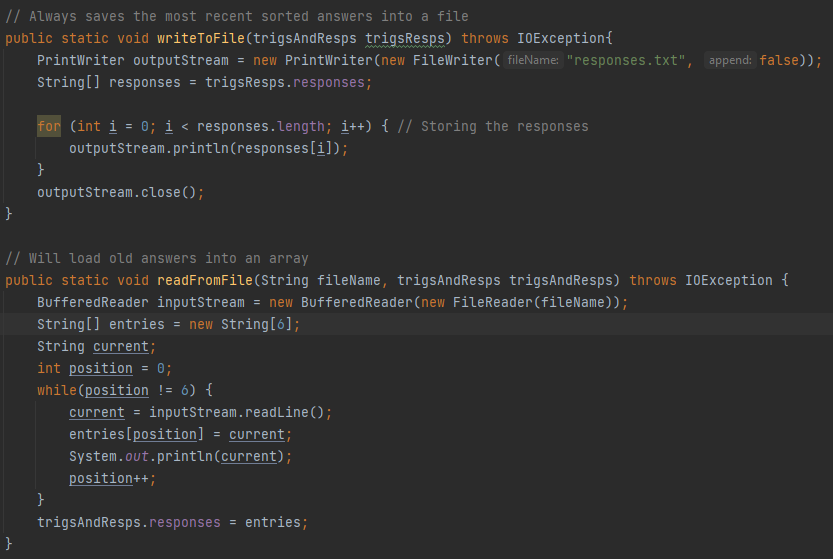 // Always saves the most recent sorted answers into a file
public static void writeToFile(trigsAndResps trigsResps) throws IOException{
    PrintWriter outputStream = new PrintWriter(new FileWriter( fileName: "responses.txt", append: false));
    String[] responses = trigsResps.responses;

    for (int i = 0; i < responses.length; i++) { // Storing the responses
        outputStream.println(responses[i]);
    }
    outputStream.close();
}

// Will load old answers into an array
public static void readFromFile(String fileName, trigsAndResps trigsAndResps) throws IOException {
    BufferedReader inputStream = new BufferedReader(new FileReader(fileName));
    String[] entries = new String[6];
    String current;
    int position = 0;
    while(position != 6) {
        current = inputStream.readLine();
        entries[position] = current;
        System.out.println(current);
        position++;
    }
    trigsAndResps.responses = entries;
}